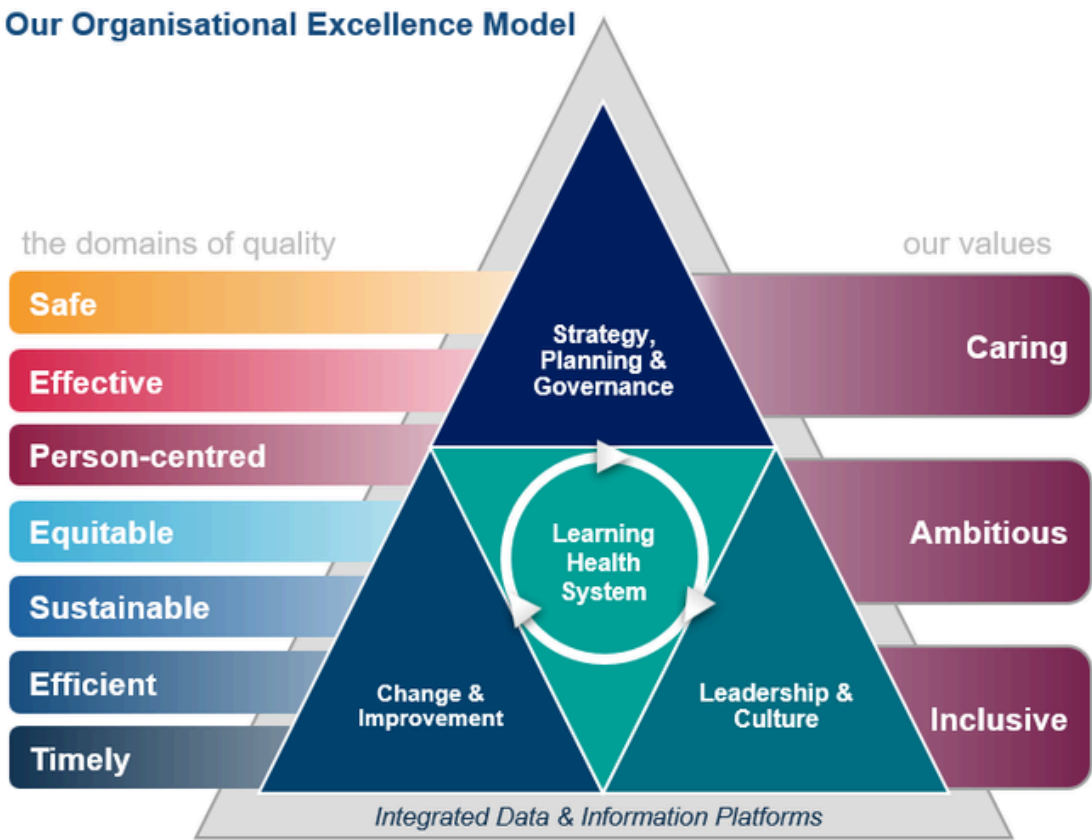 Our Organisational Excellence Model
the domains of quality
our values
Safe
Effective
Person-centred
Equitable
Sustainable
Efficient
Timely
Strategy,
Planning &
Governance
Learning
Health
System
Change &
Improvement
Leadership &
Culture
Caring
Ambitious
Inclusive
Integrated Data & Information Platforms